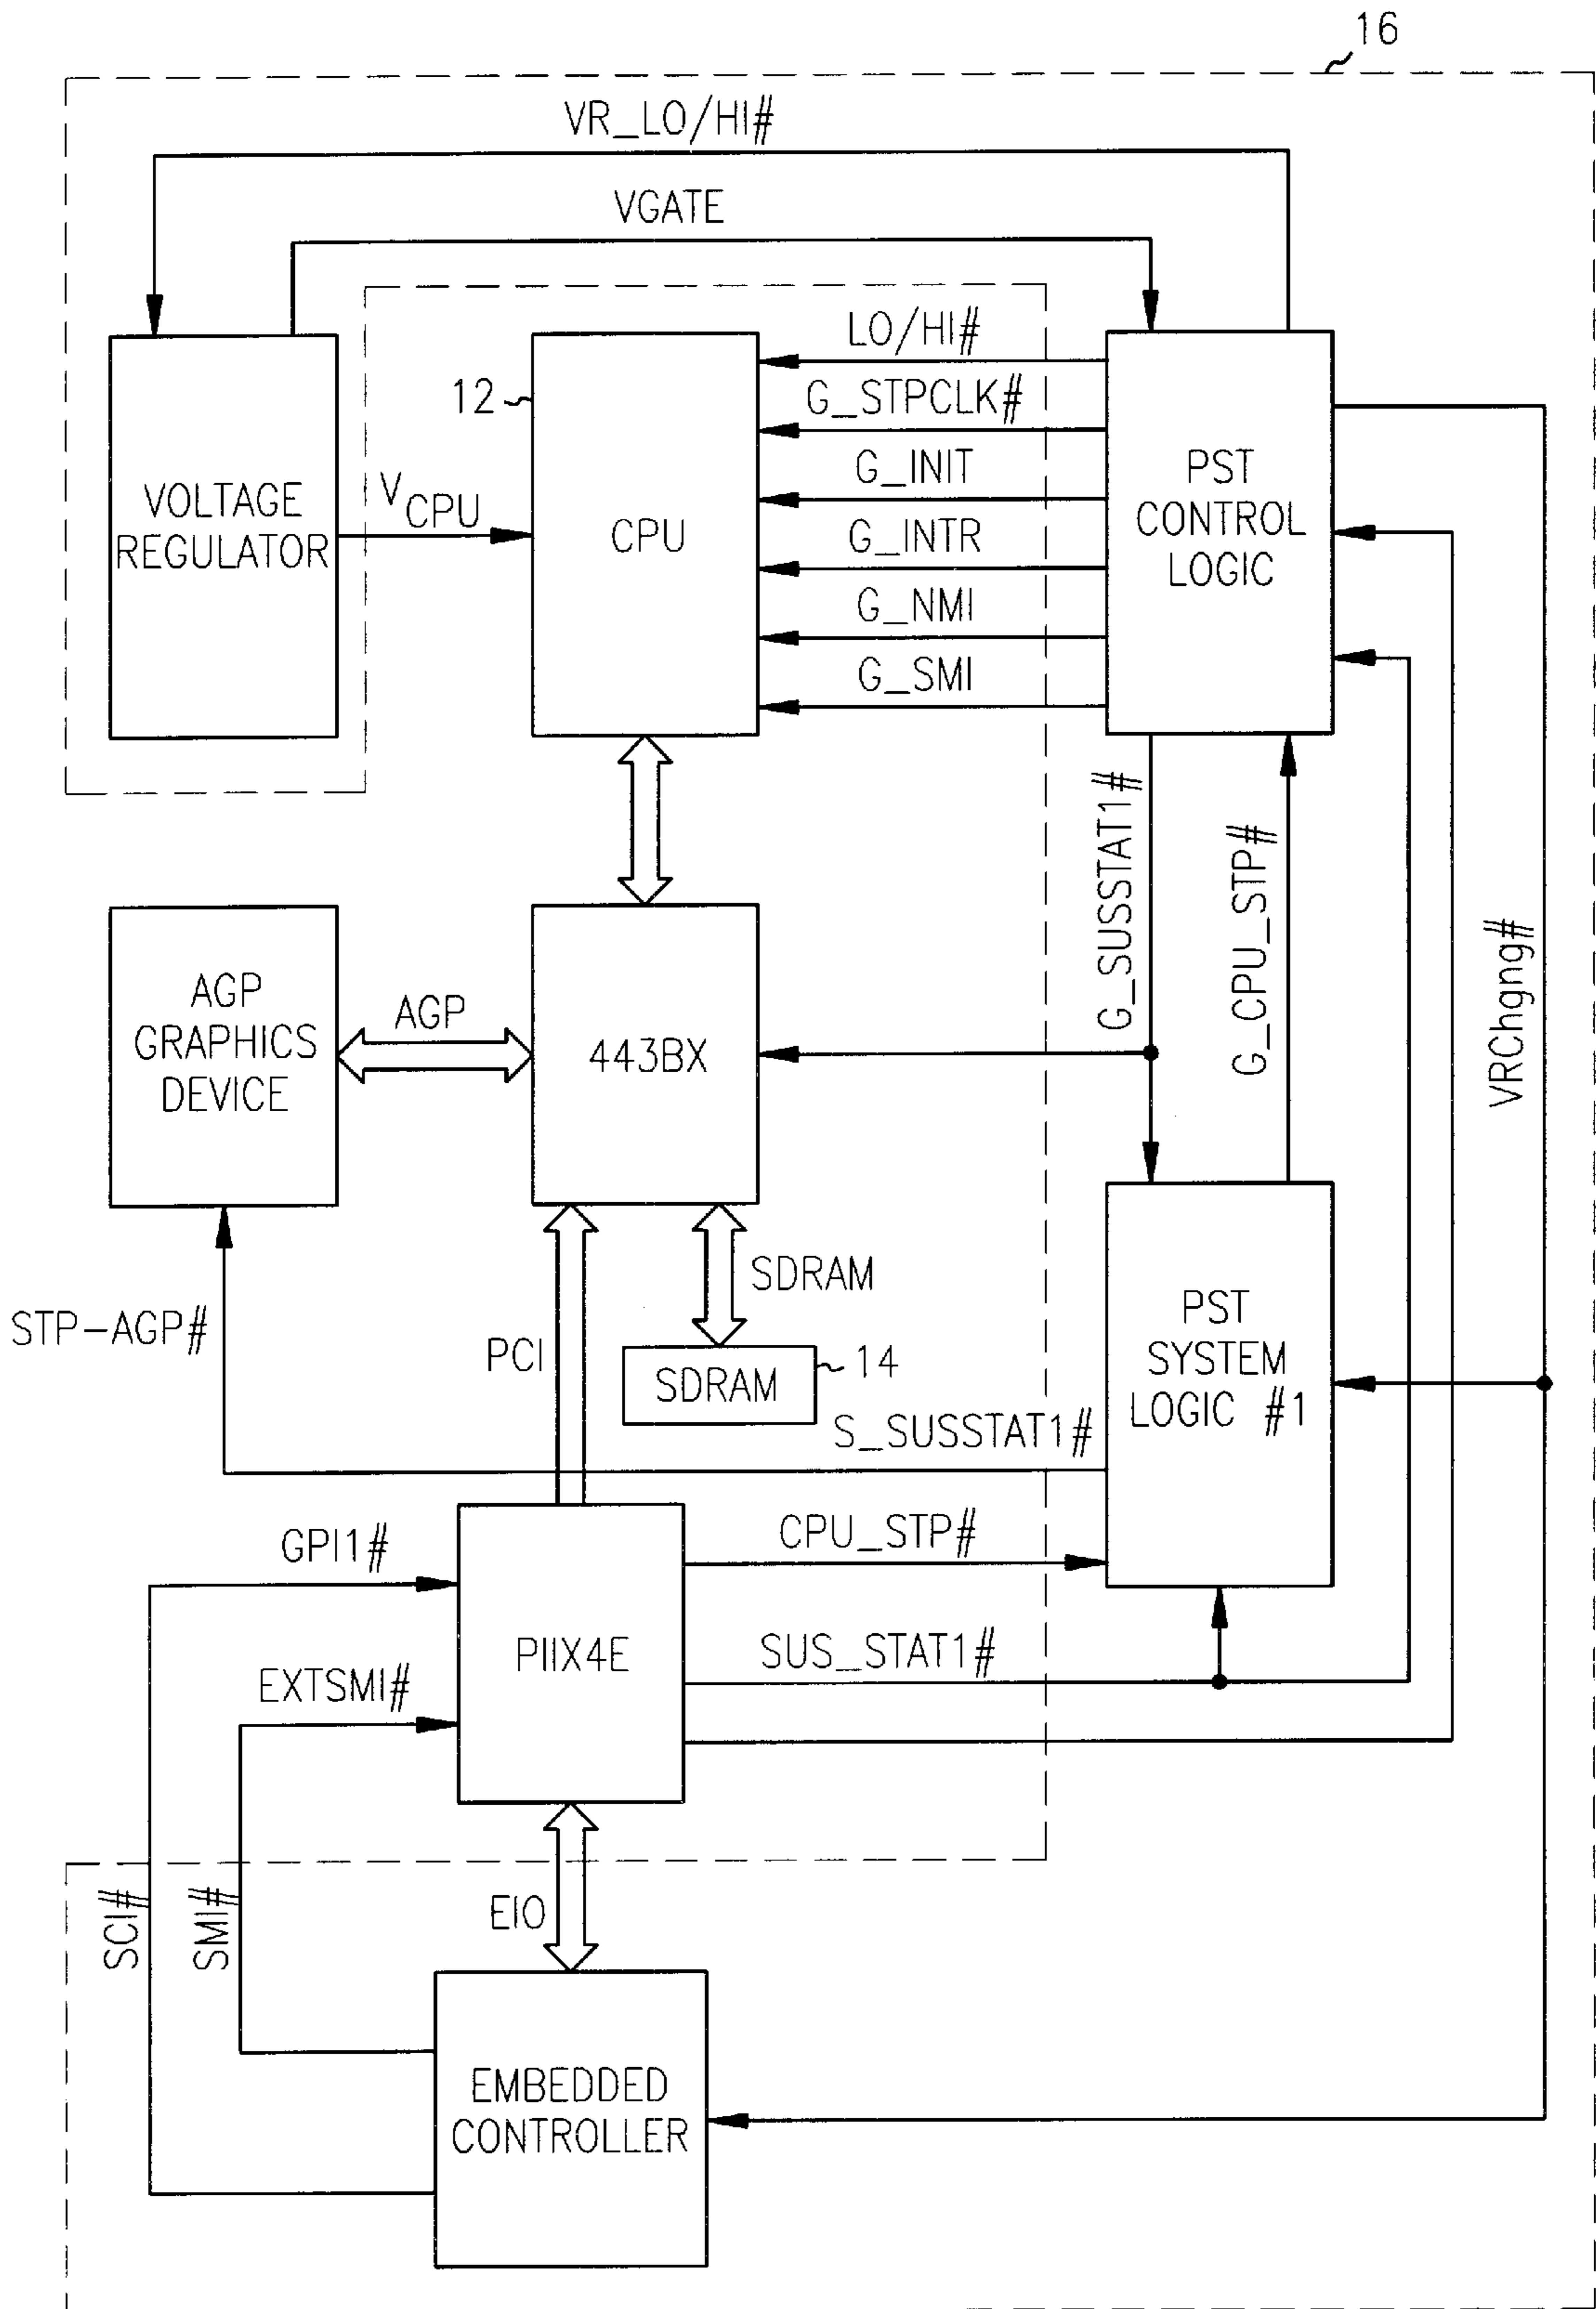 16
VR_LO/HI#
VGATE
LO/HI#
12
G_STPCLK#
VOLTAGE
REGULATOR
VCPU
CPU
G_INIT
G_INTR
G_NMI
G_SMI
PST
CONTROL
LOGIC
G_SUSSTAT1#
G_CPU_STP#
VRChgng#
AGP
GRAPHICS
DEVICE
AGP
443BX
STP-AGP#
PCI
SDRAM
SDRAM
14
PST
SYSTEM
LOGIC #1
S_SUSSTAT1#
GPI1#
CPU_STP#
PIIX4E
EXTSMI#
SUS_STAT1#
SCI#
SMI#
EIO
EMBEDDED
CONTROLLER